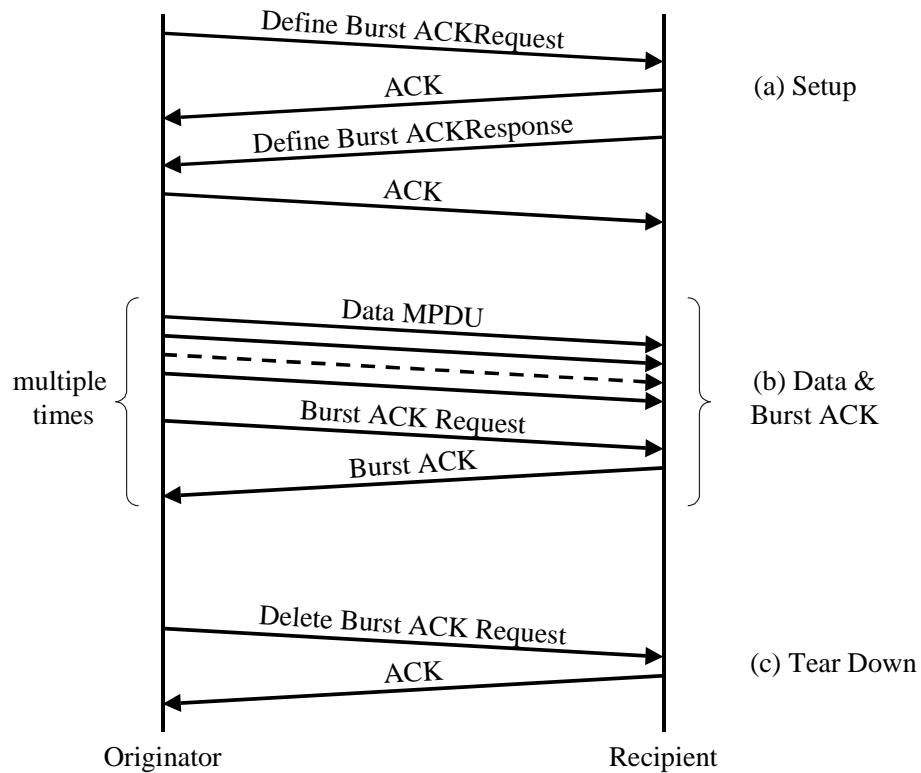 Define Burst ACKRequest
ACK
(a) Setup
Define Burst ACKResponse
ACK
Data MPDU
multiple
times
(b) Data &
Burst ACK
Burst ACK Request
Burst ACK
Delete Burst ACK Request
ACK
(c) Tear Down
Originator
Recipient